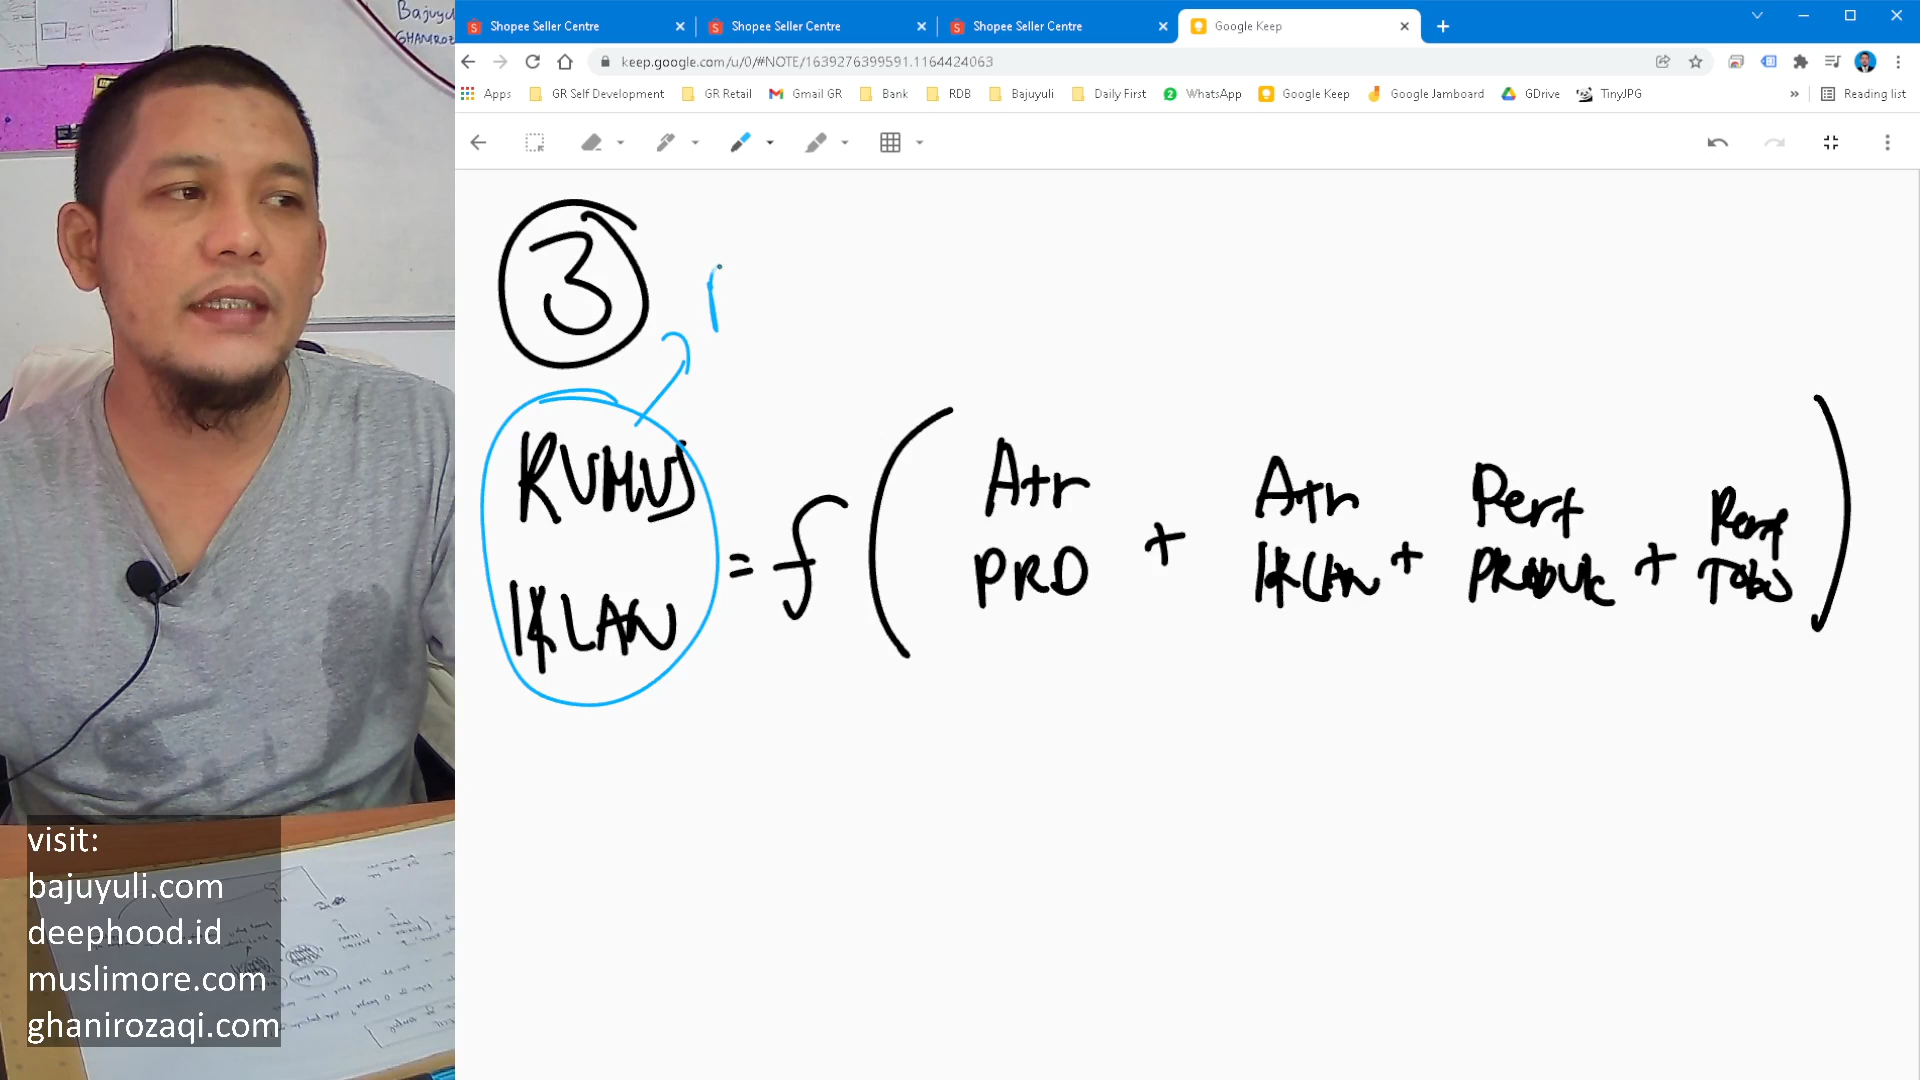 Bajuyuli
GHANIROZ
Shopee Seller Centre
Shopee Seller Centre
Shopee Seller Centre
Google Keep
keep.google.com/u/0/#NOTE/1639276399591.1164424063
Apps
GR Self Development
GR Retail
Gmail GR
Bank
RDB
Bajuyuli
Daily First
WhatsApp
Google Keep
Google Jamboard
GDrive
TinyJPG
»
Reading list
3
RUMUS
IKLAN
= f ( Atr PRD + Atr IKLAN + Perf PRODUK + Perf TOKO )
visit:
bajuyuli.com
deephood.id
muslimore.com
ghanirozaqi.com